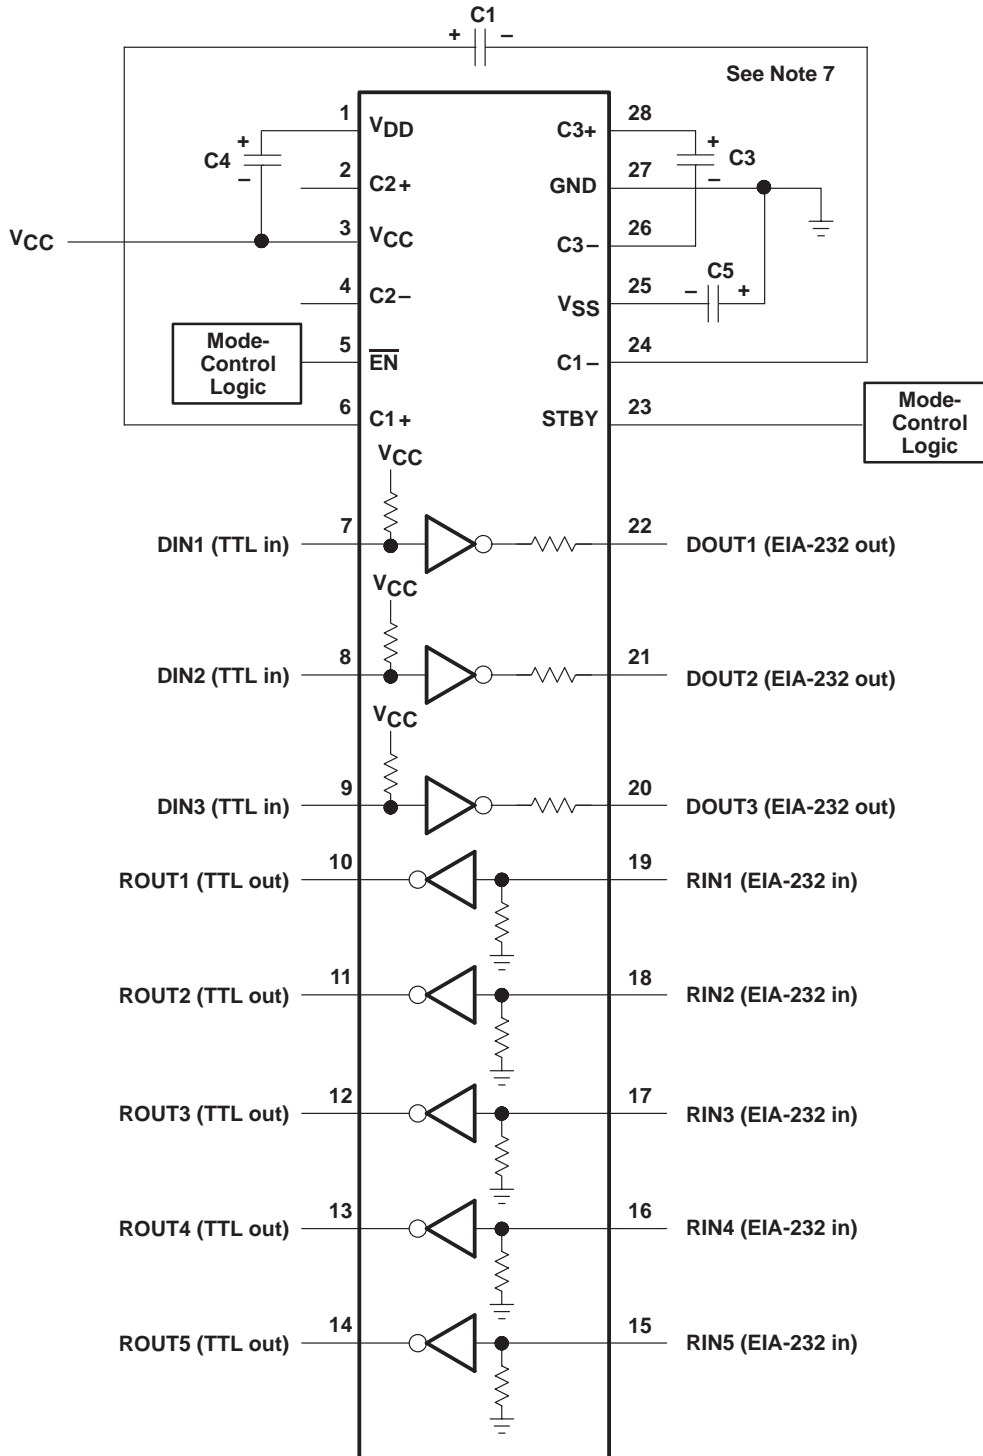 C1
+ –
See Note 7
1 VDD C3+ 28
+ C4 –
+ C3 –
2 C2+ GND 27
VCC 3 VCC C3– 26
C5
4 C2– VSS 25 – +
Mode-
Control
Logic
5 EN C1– 24
6 C1+ STBY 23
Mode-
Control
Logic
VCC
DIN1 (TTL in) 7 22 DOUT1 (EIA-232 out)
VCC
DIN2 (TTL in) 8 21 DOUT2 (EIA-232 out)
VCC
DIN3 (TTL in) 9 20 DOUT3 (EIA-232 out)
ROUT1 (TTL out) 10 19 RIN1 (EIA-232 in)
ROUT2 (TTL out) 11 18 RIN2 (EIA-232 in)
ROUT3 (TTL out) 12 17 RIN3 (EIA-232 in)
ROUT4 (TTL out) 13 16 RIN4 (EIA-232 in)
ROUT5 (TTL out) 14 15 RIN5 (EIA-232 in)